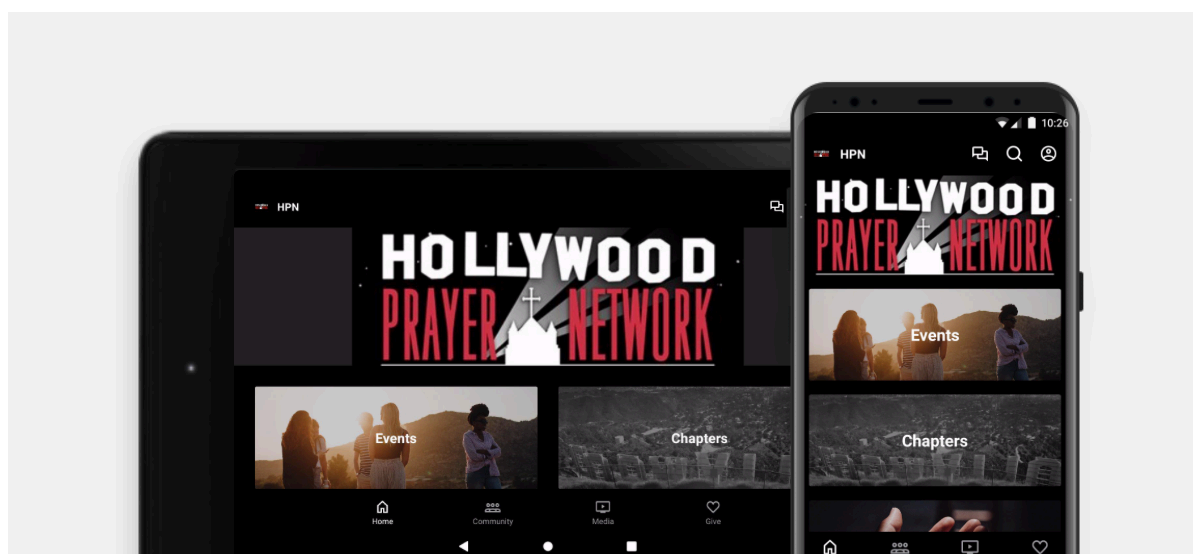 HPN
HOLLYWOOD
PRAYER NETWORK
Events
Chapters
Home
Community
Media
Give
10:26
HPN
HOLLYWOOD
PRAYER NETWORK
Events
Chapters